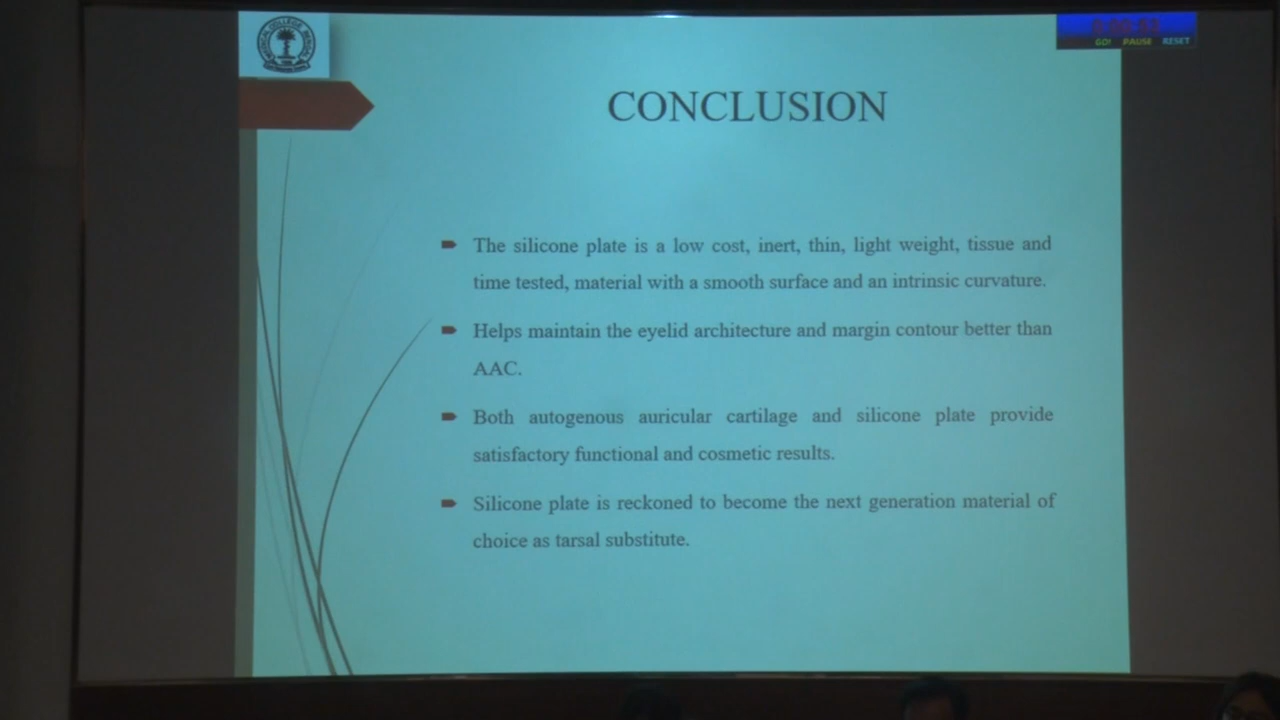 GO! PAUSE RESET
CONCLUSION
The silicone plate is a low cost, inert, thin, light weight, tissue and
time tested, material with a smooth surface and an intrinsic curvature.
Helps maintain the eyelid architecture and margin contour better than
AAC.
Both autogenous auricular cartilage and silicone plate provide
satisfactory functional and cosmetic results.
Silicone plate is reckoned to become the next generation material of
choice as tarsal substitute.